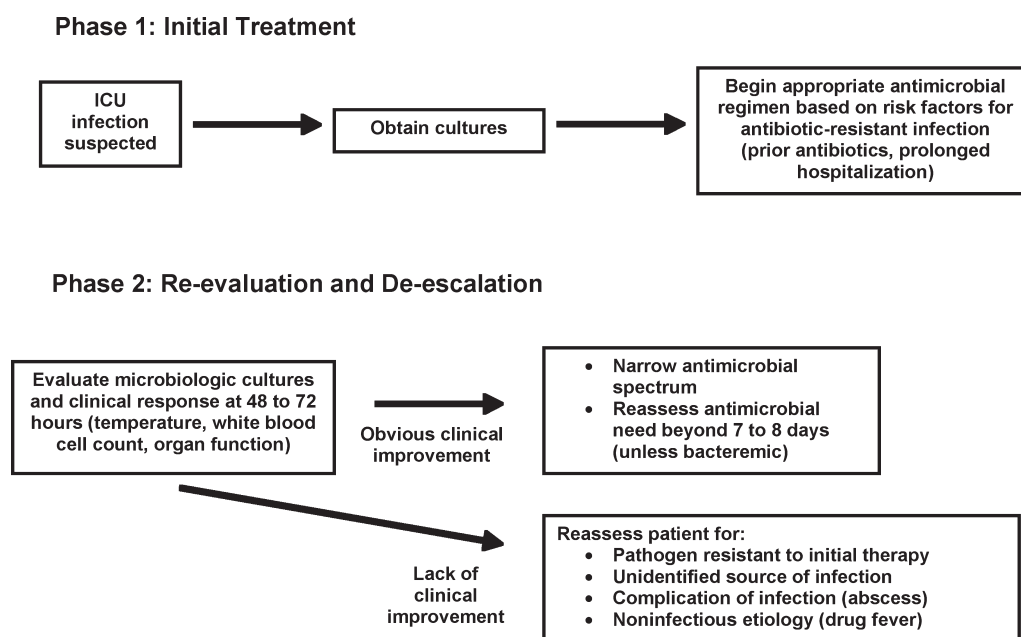 Phase 1: Initial Treatment
ICU
infection
suspected
Obtain cultures
Begin appropriate antimicrobial
regimen based on risk factors for
antibiotic-resistant infection
(prior antibiotics, prolonged
hospitalization)
Phase 2: Re-evaluation and De-escalation
Evaluate microbiologic cultures
and clinical response at 48 to 72
hours (temperature, white blood
cell count, organ function)
Obvious clinical
improvement
• Narrow antimicrobial
spectrum
• Reassess antimicrobial
need beyond 7 to 8 days
(unless bacteremic)
Lack of
clinical
improvement
Reassess patient for:
• Pathogen resistant to initial therapy
• Unidentified source of infection
• Complication of infection (abscess)
• Noninfectious etiology (drug fever)